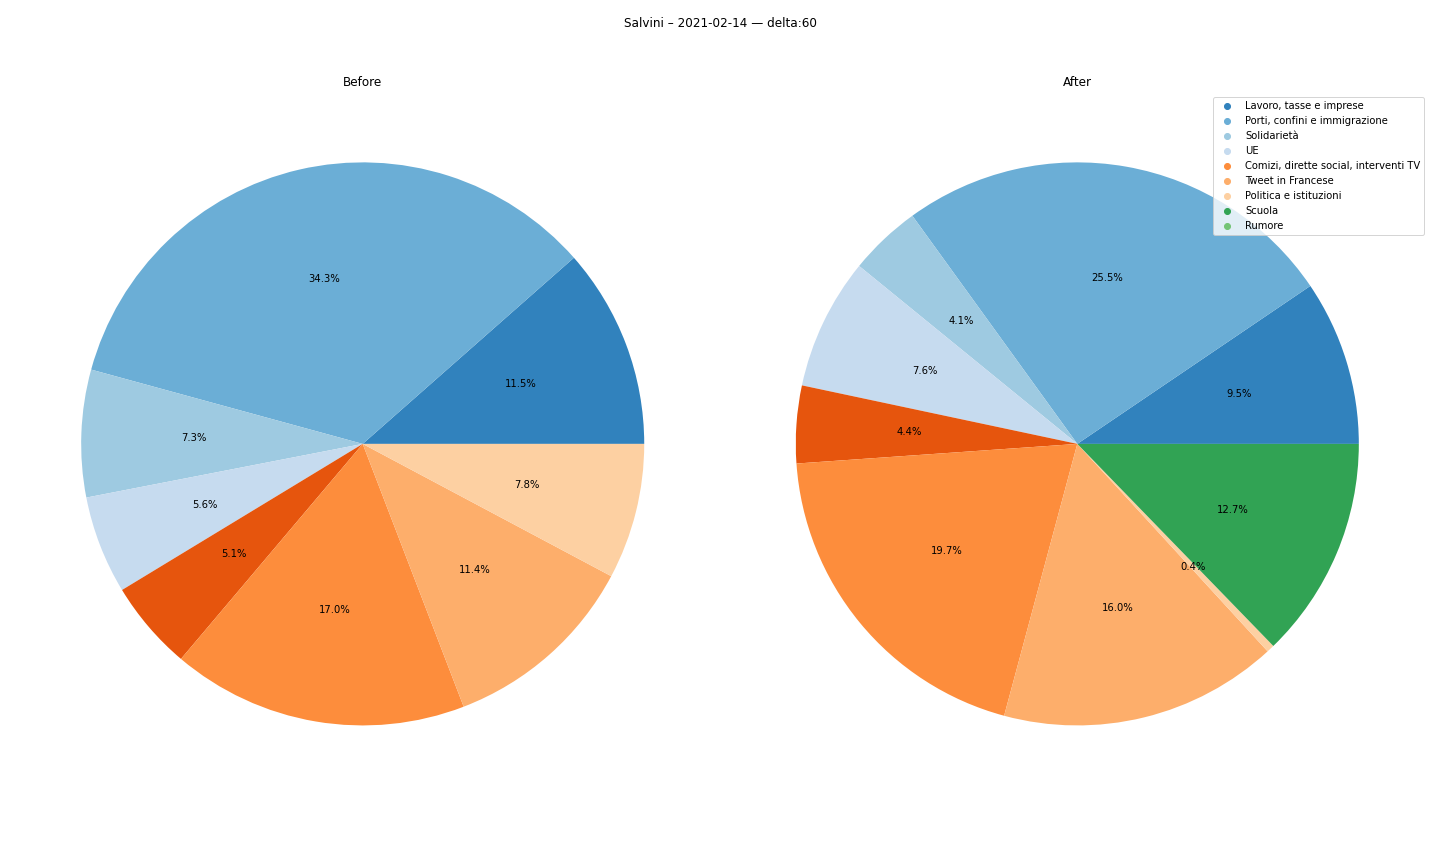 Salvini – 2021-02-14 — delta:60
Before
34.3%
11.5%
7.3%
5.6%
5.1%
17.0%
11.4%
7.8%
After
Lavoro, tasse e imprese
Porti, confini e immigrazione
Solidarietà
UE
Comizi, dirette social, interventi TV
Tweet in Francese
Politica e istituzioni
Scuola
Rumore
25.5%
9.5%
4.1%
7.6%
4.4%
19.7%
16.0%
0.4%
12.7%